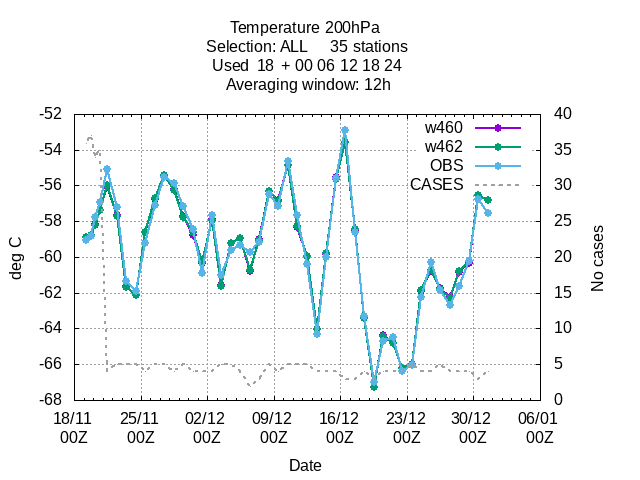 Temperature 200hPa
Selection: ALL     35 stations
Used  18  + 00 06 12 18 24
Averaging window: 12h
-52
-54
-56
-58
-60
-62
-64
-66
-68
deg C
w460
w462
OBS
CASES
40
35
30
25
20
15
10
5
0
No cases
18/11 25/11 02/12 09/12 16/12 23/12 30/12 06/01
00Z 00Z 00Z 00Z 00Z 00Z 00Z 00Z
Date